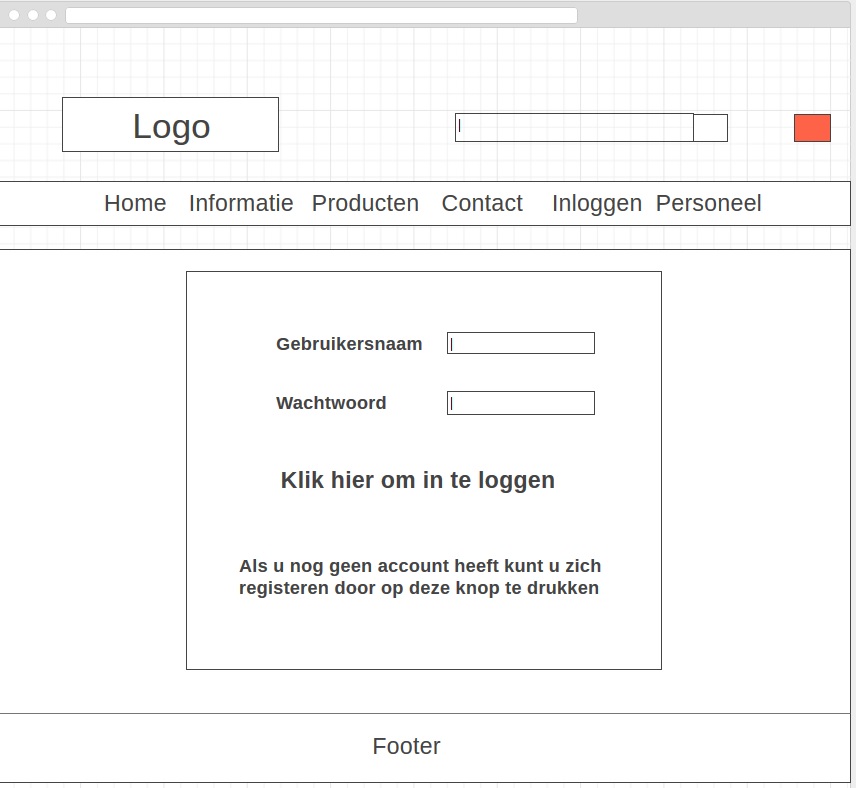 Logo
Home Informatie Producten Contact Inloggen Personeel
Gebruikersnaam
Wachtwoord
Klik hier om in te loggen
Als u nog geen account heeft kunt u zich
registeren door op deze knop te drukken
Footer